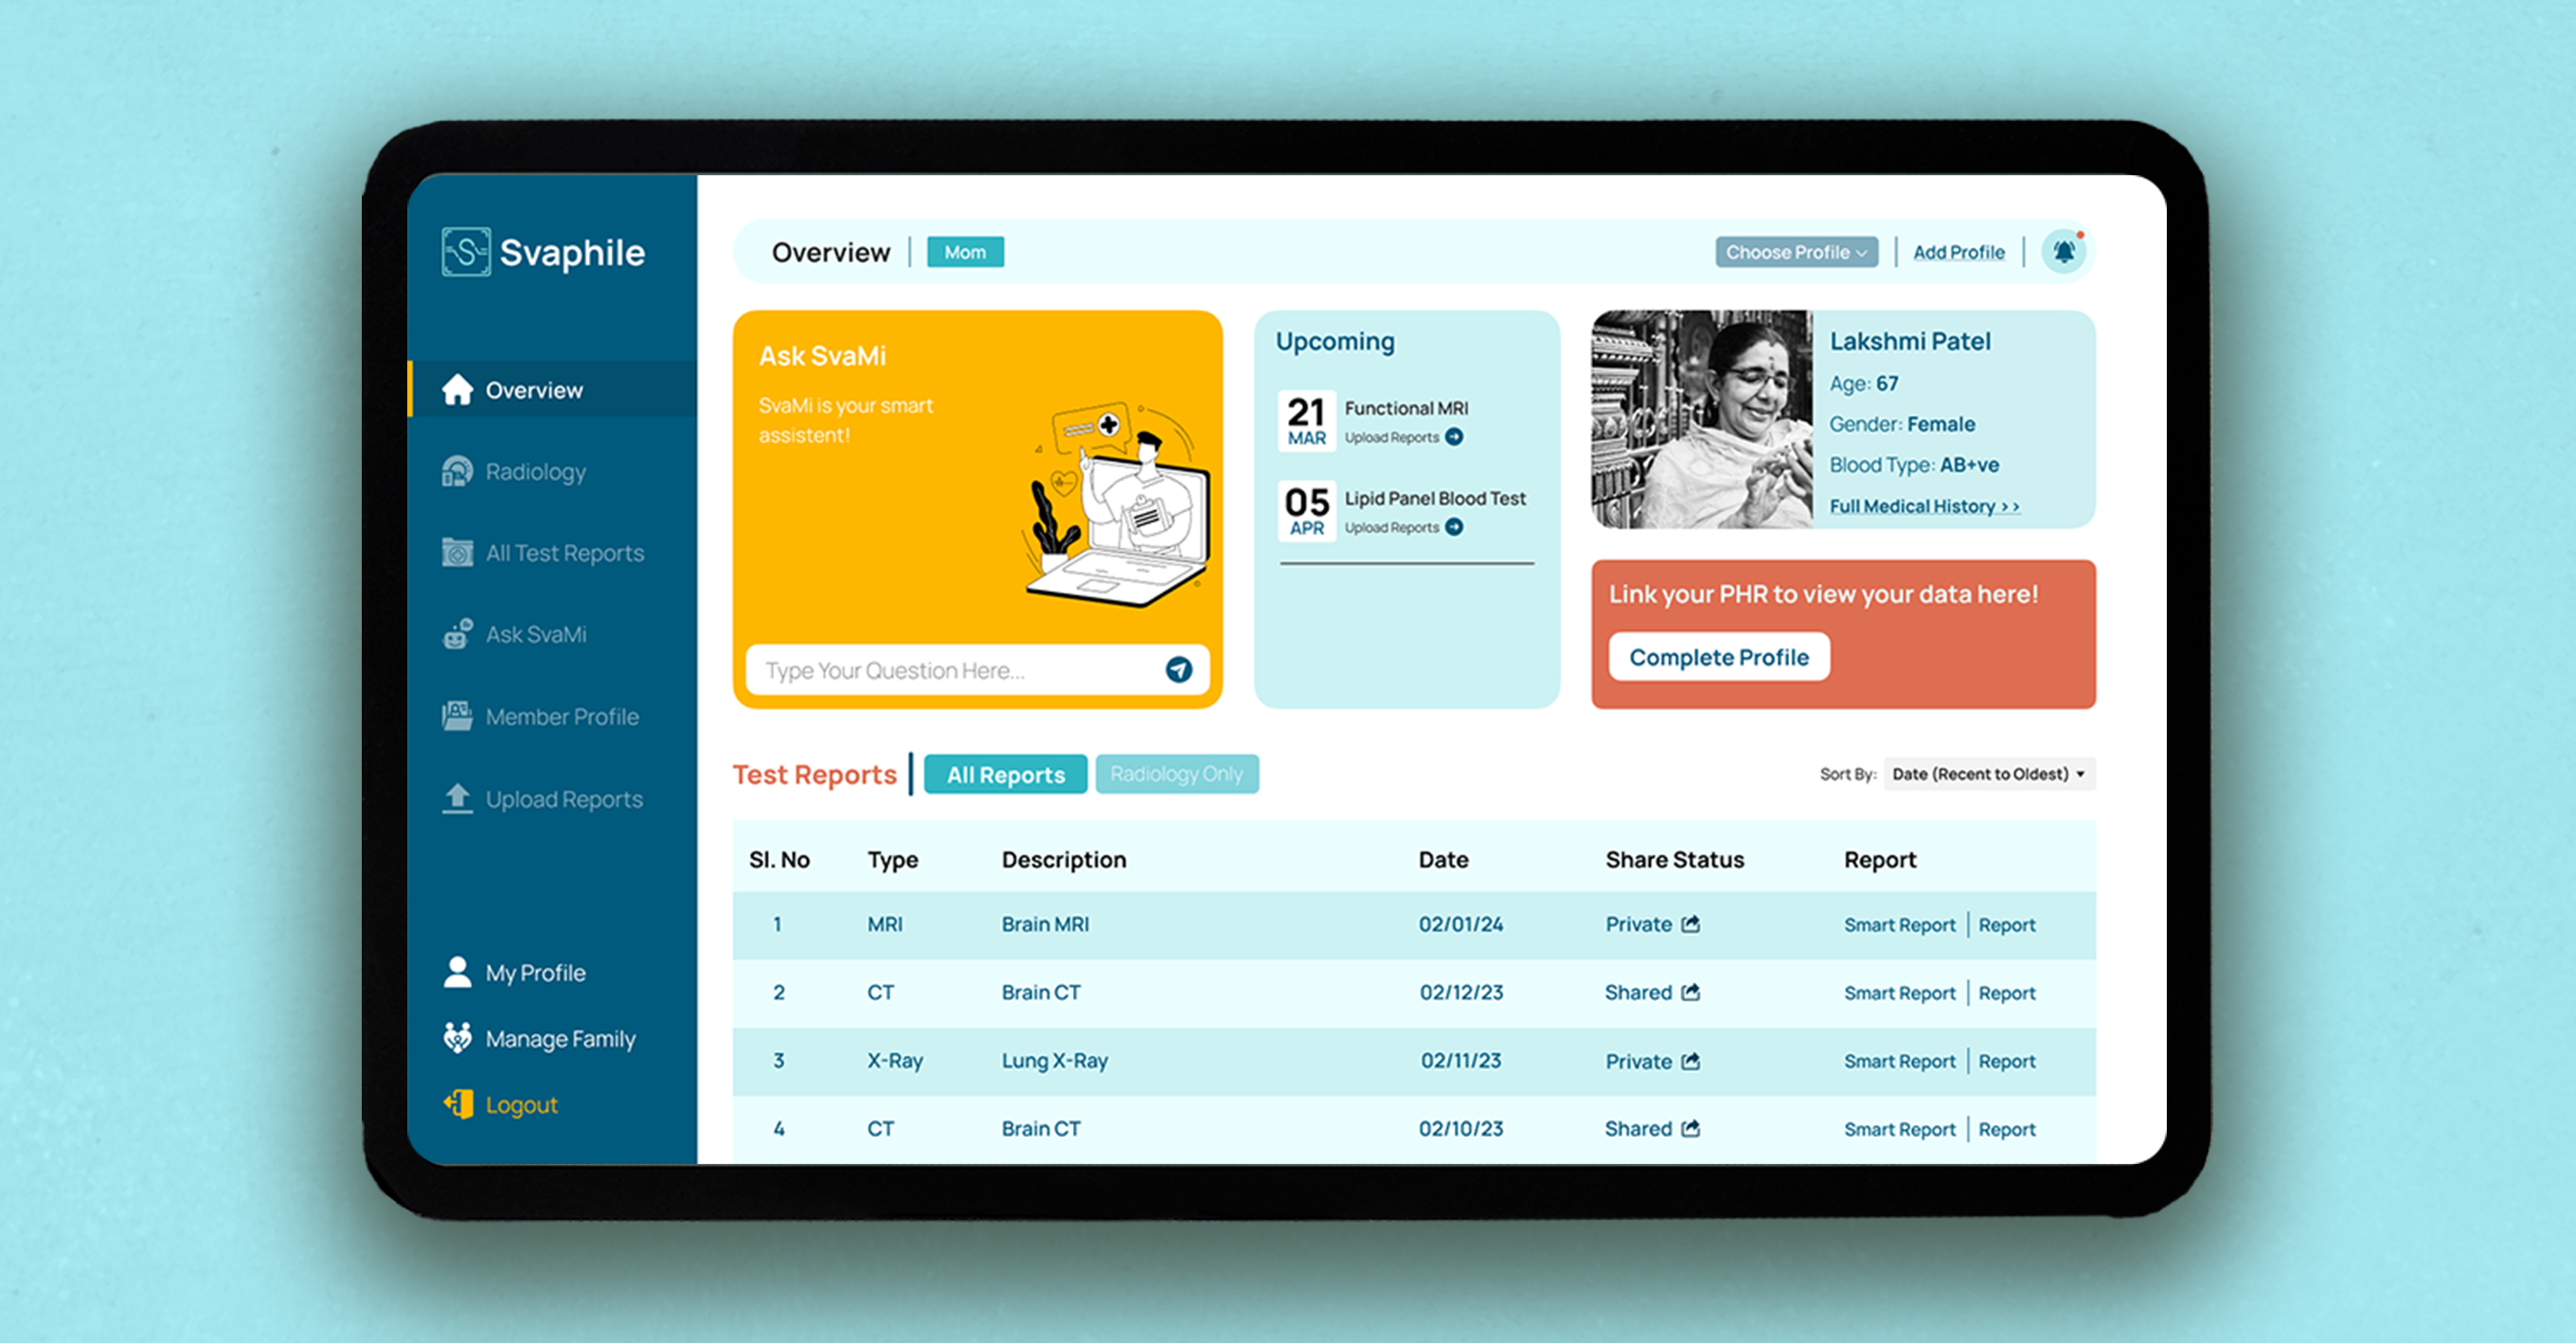 Svaphile
Overview
Radiology
All Test Reports
Ask SvaMi
Member Profile
Upload Reports
My Profile
Manage Family
Logout
Overview | Mom
Choose Profile | Add Profile |
Ask SvaMi
SvaMi is your smart
assistent!
Type Your Question Here...
Upcoming
21 MAR
Functional MRI
Upload Reports
05 APR
Lipid Panel Blood Test
Upload Reports
Lakshmi Patel
Age: 67
Gender: Female
Blood Type: AB+ve
Full Medical History >>
Link your PHR to view your data here!
Complete Profile
Test Reports | All Reports Radiology Only
Sort By: Date (Recent to Oldest)
Sl. No Type Description Date Share Status Report
1 MRI Brain MRI 02/01/24 Private Smart Report | Report
2 CT Brain CT 02/12/23 Shared Smart Report | Report
3 X-Ray Lung X-Ray 02/11/23 Private Smart Report | Report
4 CT Brain CT 02/10/23 Shared Smart Report | Report